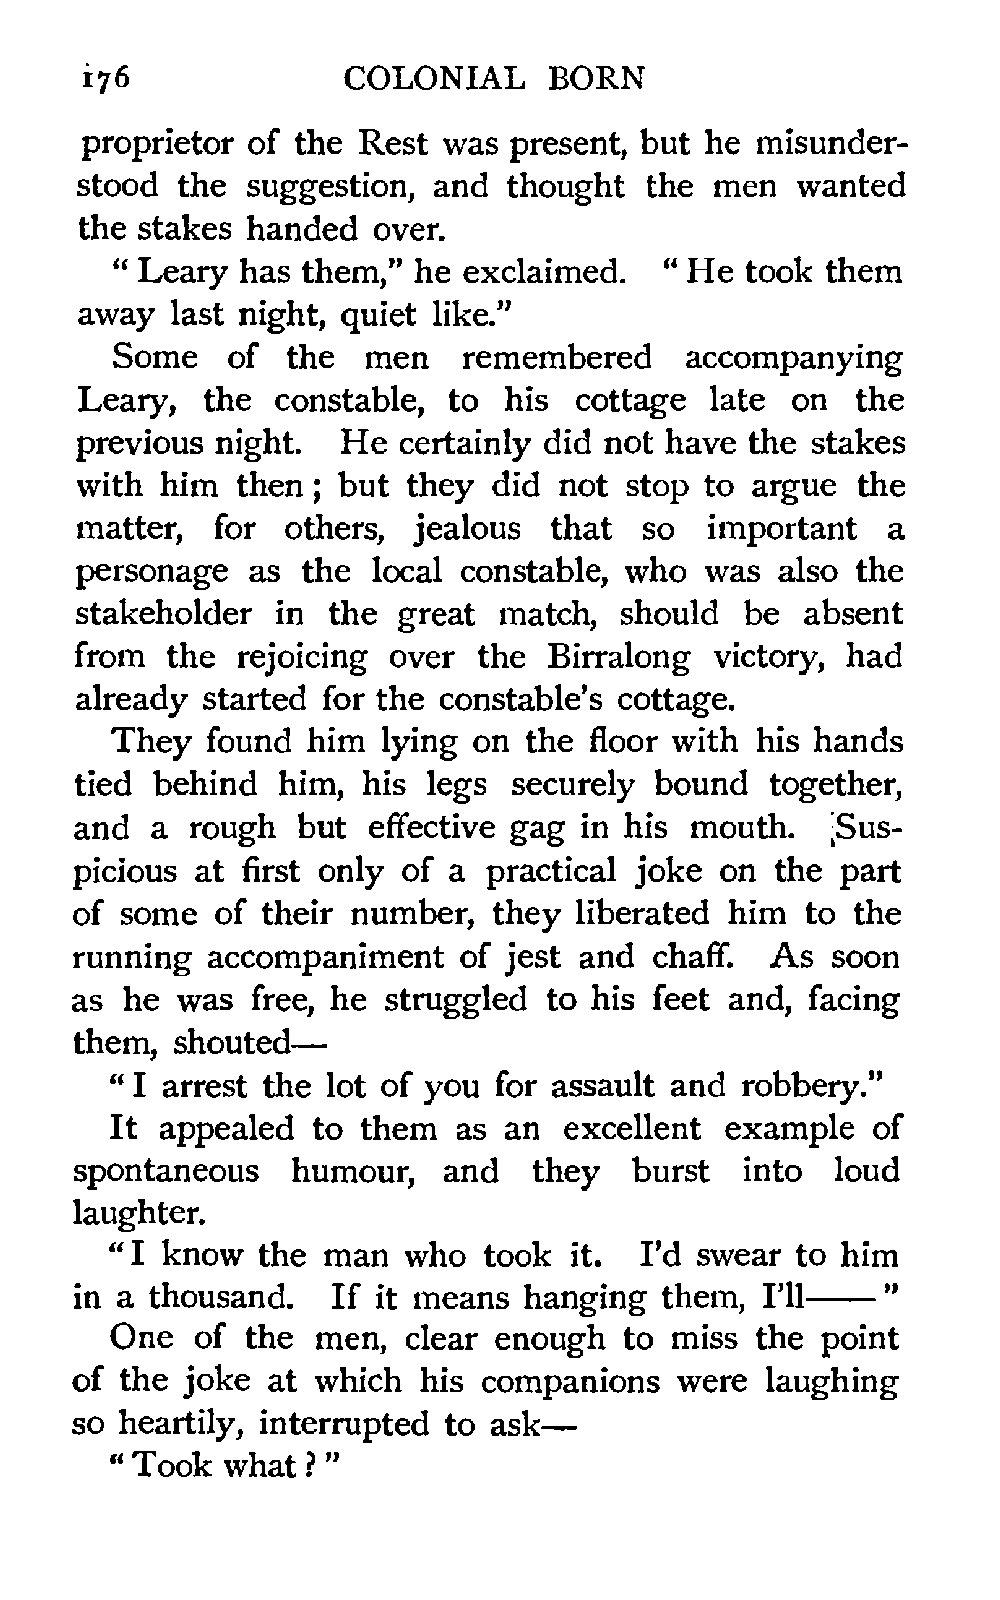 176 COLONIAL BORN
proprietor of the Rest was present, but he misunder-
stood the suggestion, and thought the men wanted
the stakes handed over.
“ Leary has them,” he exclaimed. “ He took them
away last night, quiet like.”
Some of the men remembered accompanying
Leary, the constable, to his cottage late on the
previous night. He certainly did not have the stakes
with him then ; but they did not stop to argue the
matter, for others, jealous that so important a
personage as the local constable, who was also the
stakeholder in the great match, should be absent
from the rejoicing over the Birralong victory, had
already started for the constable’s cottage.
They found him lying on the floor with his hands
tied behind him, his legs securely bound together,
and a rough but effective gag in his mouth. Sus-
picious at first only of a practical joke on the part
of some of their number, they liberated him to the
running accompaniment of jest and chaff. As soon
as he was free, he struggled to his feet and, facing
them, shouted—
“ I arrest the lot of you for assault and robbery.”
It appealed to them as an excellent example of
spontaneous humour, and they burst into loud
laughter.
“ I know the man who took it. I’d swear to him
in a thousand. If it means hanging them, I’ll—— ”
One of the men, clear enough to miss the point
of the joke at which his companions were laughing
so heartily, interrupted to ask—
“ Took what ? ”